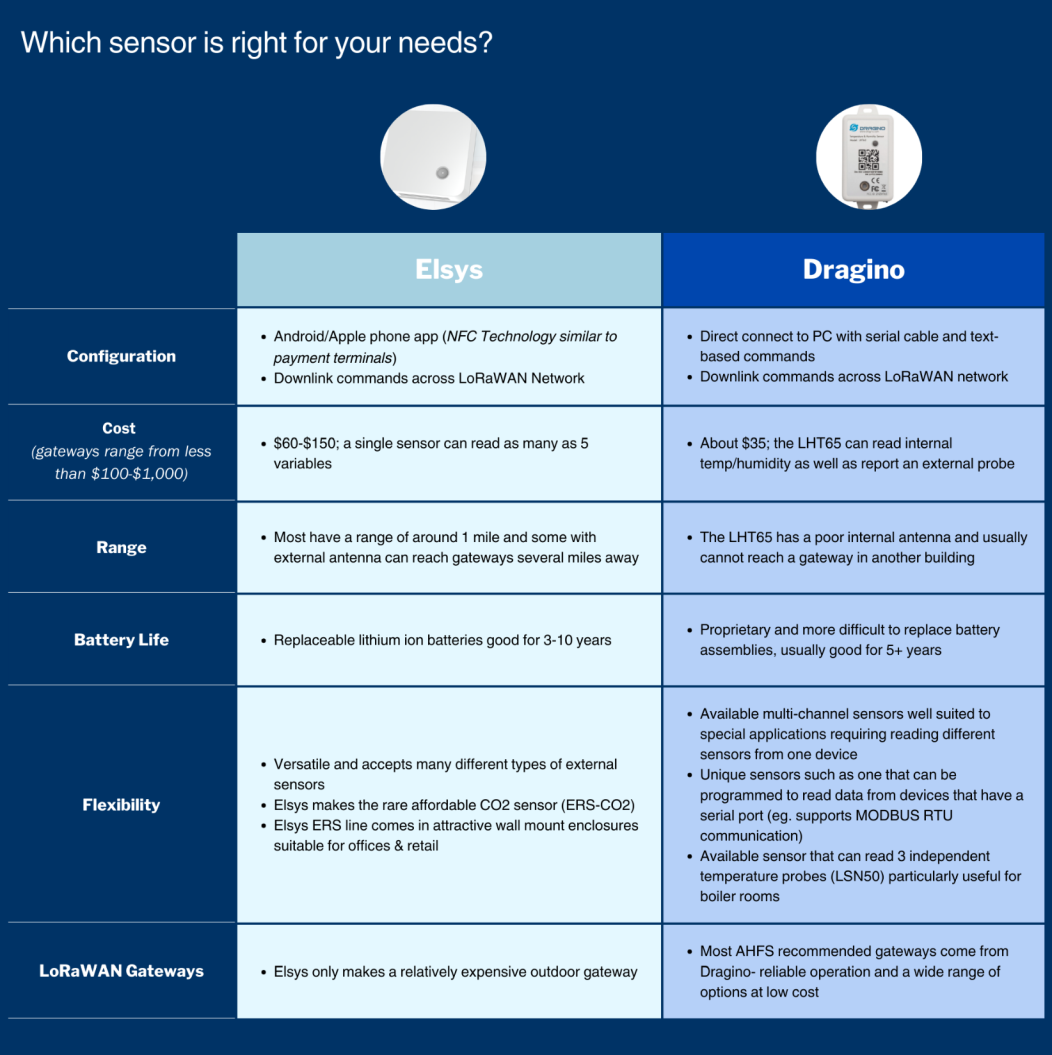 Which sensor is right for your needs?
DRAGINO
Elsys
Dragino
Configuration
• Android/Apple phone app (NFC Technology similar to
payment terminals)
• Downlink commands across LoRaWAN Network
• Direct connect to PC with serial cable and text-
based commands
• Downlink commands across LoRaWAN network
Cost
(gateways range from less
than $100-$1,000)
• $60-$150; a single sensor can read as many as 5
variables
• About $35; the LHT65 can read internal
temp/humidity as well as report an external probe
Range
• Most have a range of around 1 mile and some with
external antenna can reach gateways several miles away
• The LHT65 has a poor internal antenna and usually
cannot reach a gateway in another building
Battery Life
• Replaceable lithium ion batteries good for 3-10 years
• Proprietary and more difficult to replace battery
assemblies, usually good for 5+ years
Flexibility
• Versatile and accepts many different types of external
sensors
• Elsys makes the rare affordable CO2 sensor (ERS-CO2)
• Elsys ERS line comes in attractive wall mount enclosures
suitable for offices & retail
• Available multi-channel sensors well suited to
special applications requiring reading different
sensors from one device
• Unique sensors such as one that can be
programmed to read data from devices that have a
serial port (eg. supports MODBUS RTU
communication)
• Available sensor that can read 3 independent
temperature probes (LSN50) particularly useful for
boiler rooms
LoRaWAN Gateways
• Elsys only makes a relatively expensive outdoor gateway
• Most AHFS recommended gateways come from
Dragino- reliable operation and a wide range of
options at low cost